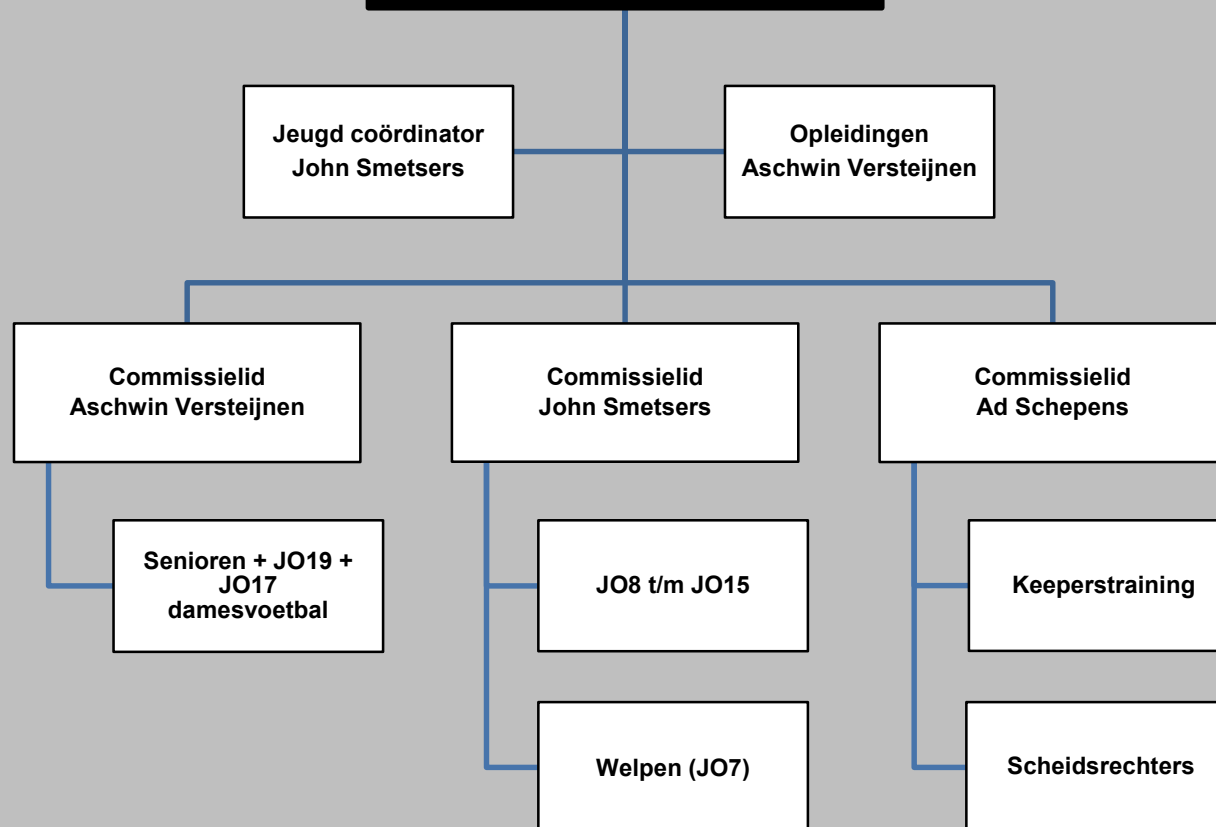 Jeugd coördinator
John Smetsers
Opleidingen
Aschwin Versteijnen
Commissielid
Aschwin Versteijnen
Commissielid
John Smetsers
Commissielid
Ad Schepens
Senioren + JO19 +
JO17
damesvoetbal
JO8 t/m JO15
Keeperstraining
Welpen (JO7)
Scheidsrechters